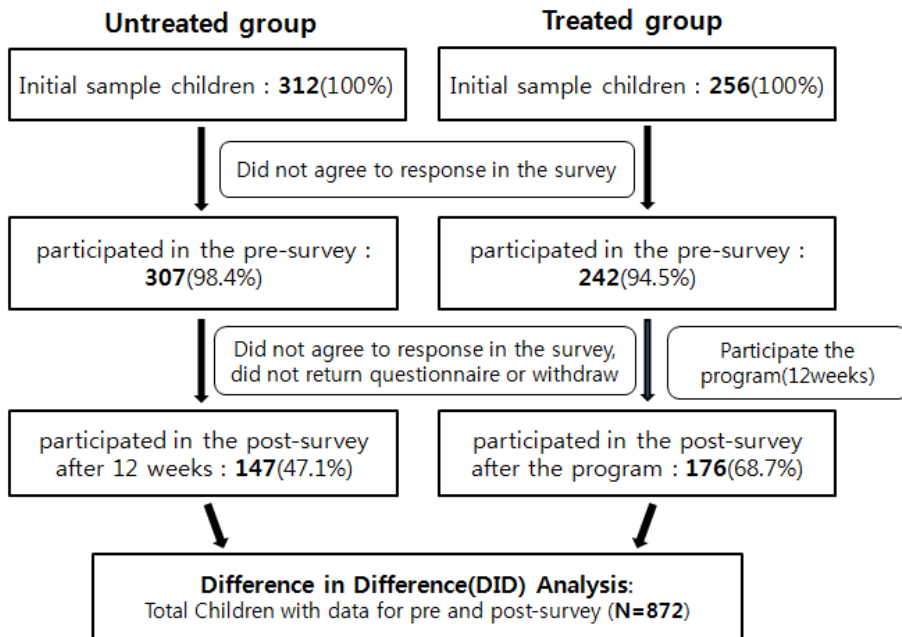 Untreated group
Treated group
Initial sample children : 312(100%)
Initial sample children : 256(100%)
Did not agree to response in the survey
participated in the pre-survey :
307(98.4%)
participated in the pre-survey :
242(94.5%)
Did not agree to response in the survey,
did not return questionnaire or withdraw
Participate the
program(12weeks)
participated in the post-survey
after 12 weeks : 147(47.1%)
participated in the post-survey
after the program : 176(68.7%)
Difference in Difference(DID) Analysis:
Total Children with data for pre and post-survey (N=872)